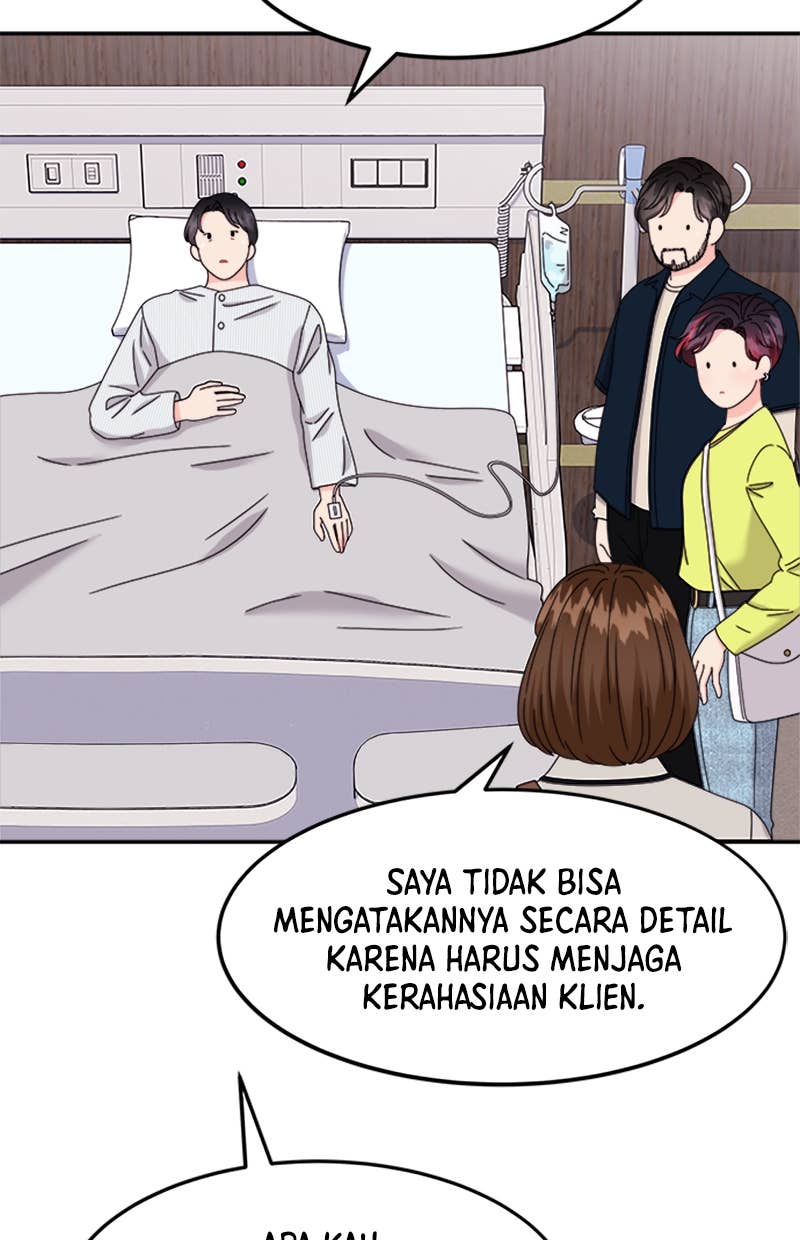 SAYA TIDAK BISA
MENGATAKANNYA SECARA DETAIL
KARENA HARUS MENJAGA
KERAHASIAAN KLIEN.